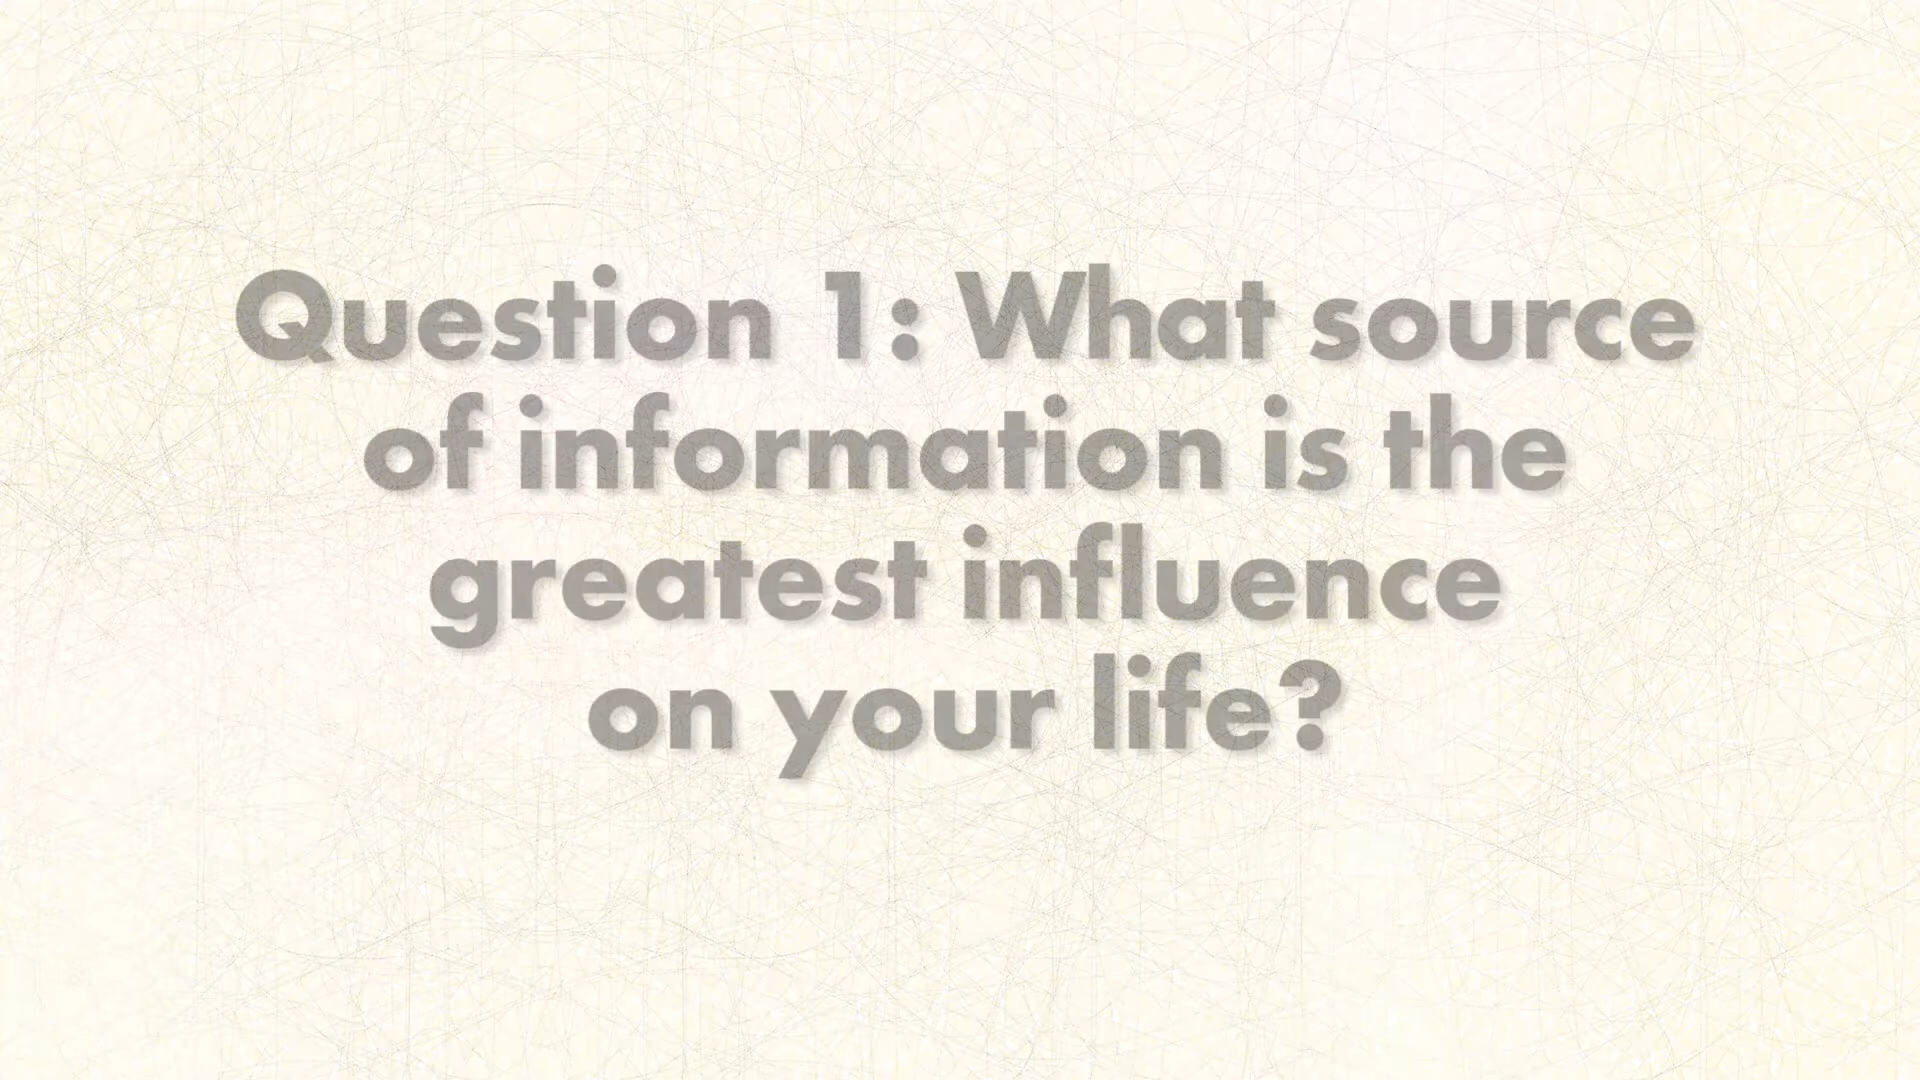 Question 1: What source
of information is the
greatest influence
on your life?